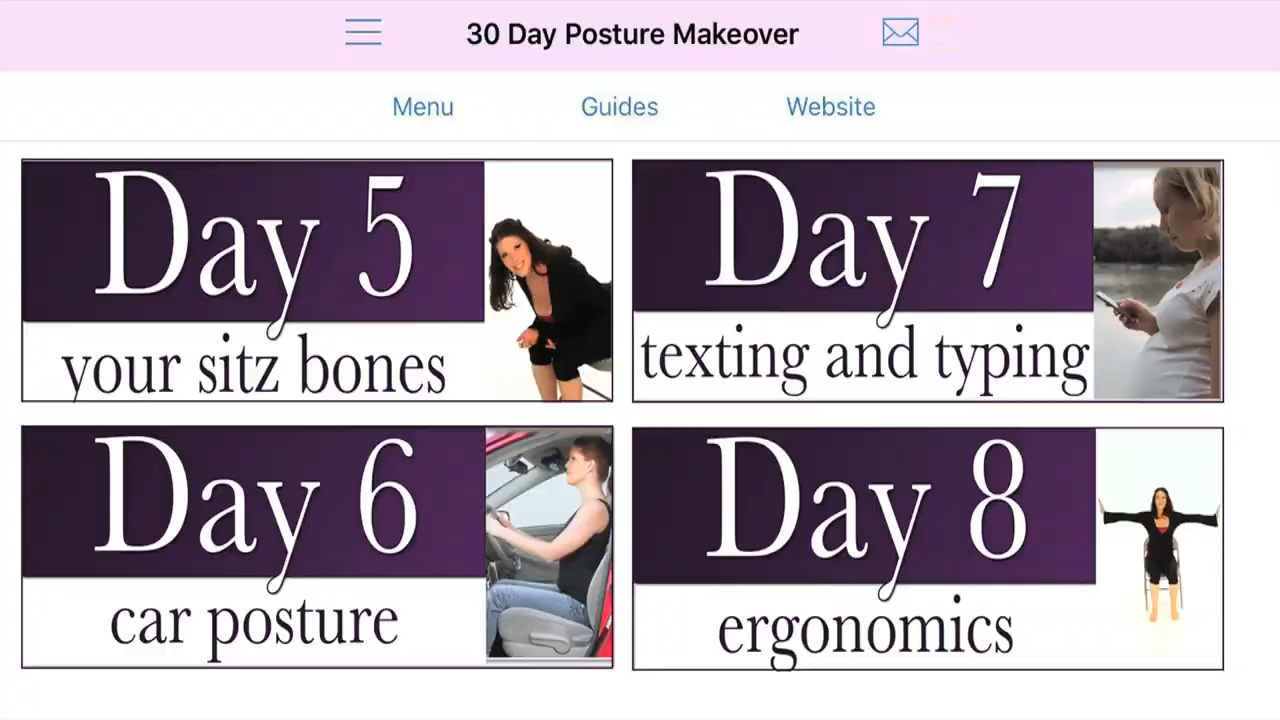 30 Day Posture Makeover
Menu Guides Website
Day 5
your sitz bones
Day 7
texting and typing
Day 6
car posture
Day 8
ergonomics